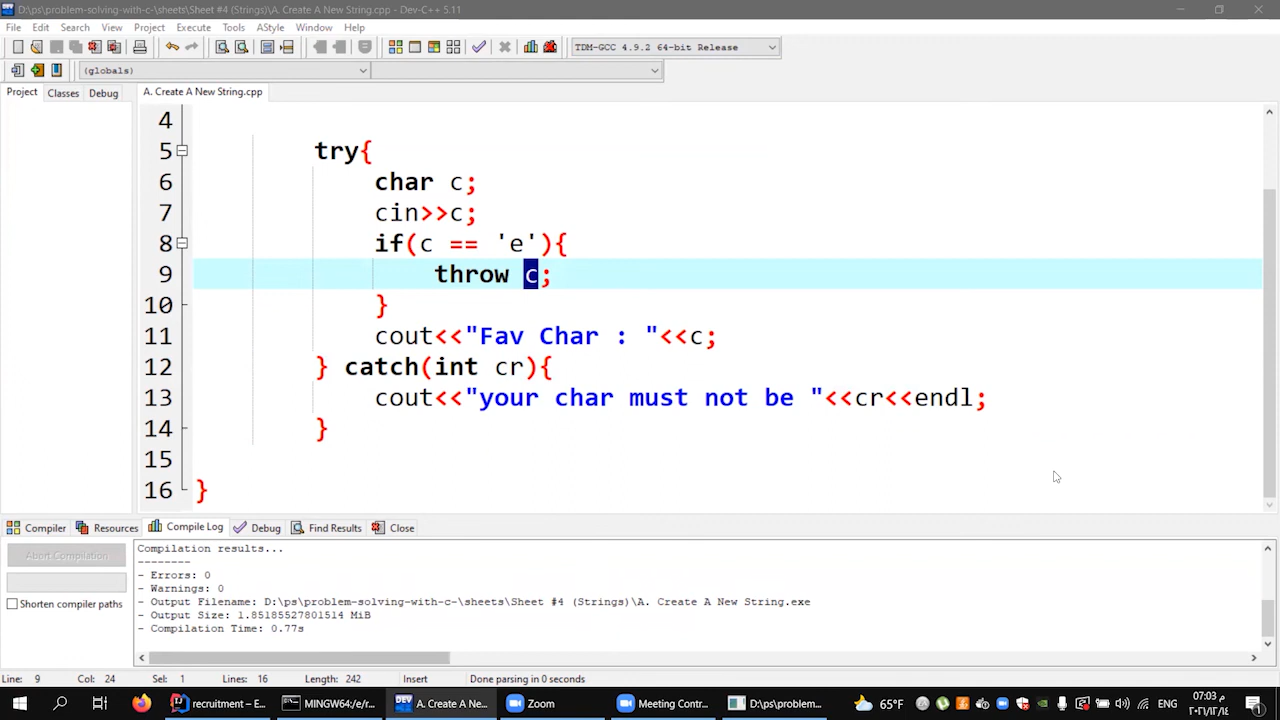 D:\ps\problem-solving-with-c-\sheets\Sheet #4 (Strings)\A. Create A New String.cpp - Dev-C++ 5.11
File Edit Search View Project Execute Tools AStyle Window Help
TDM-GCC 4.9.2 64-bit Release
(globals)
Project Classes Debug A. Create A New String.cpp
4
5 try{
6 char c;
7 cin>>c;
8 if(c == 'e'){
9 throw c;
10 }
11 cout<<"Fav Char : "<<c;
12 } catch(int cr){
13 cout<<"your char must not be "<<cr<<endl;
14 }
15
16 }
Compiler Resources Compile Log Debug Find Results Close
Abort Compilation
Shorten compiler paths
Compilation results...
--------
- Errors: 0
- Warnings: 0
- Output Filename: D:\ps\problem-solving-with-c-\sheets\Sheet #4 (Strings)\A. Create A New String.exe
- Output Size: 1.85185527801514 MiB
- Compilation Time: 0.77s
Line: 9 Col: 24 Sel: 1 Lines: 16 Length: 242 Insert Done parsing in 0 seconds
recruitment – E... MINGW64:/e/r... A. Create A Ne... Zoom Meeting Contr... D:\ps\problem... 65°F ENG 07:03 م